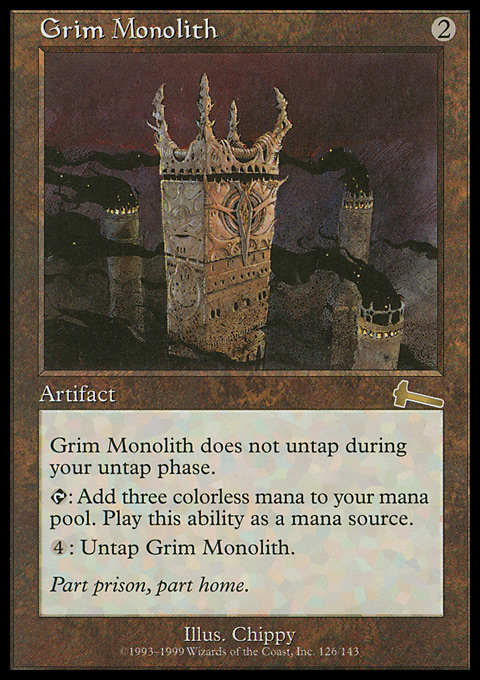 Grim Monolith 2
Artifact
Grim Monolith does not untap during
your untap phase.
: Add three colorless mana to your mana
pool. Play this ability as a mana source.
4 : Untap Grim Monolith.
Part prison, part home.
Illus. Chippy
©1993–1999 Wizards of the Coast, Inc. 126/143